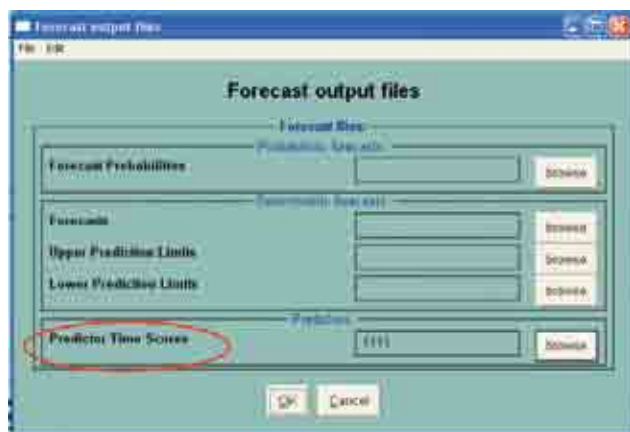 Forecast output files
File Edit
Forecast output files
Forecast files
Probabilistic forecasts
Forecast Probabilities
browse
Deterministic forecasts
Forecasts
browse
Upper Prediction Limits
browse
Lower Prediction Limits
browse
Predictors
Predictor Time Scores
browse
OK Cancel